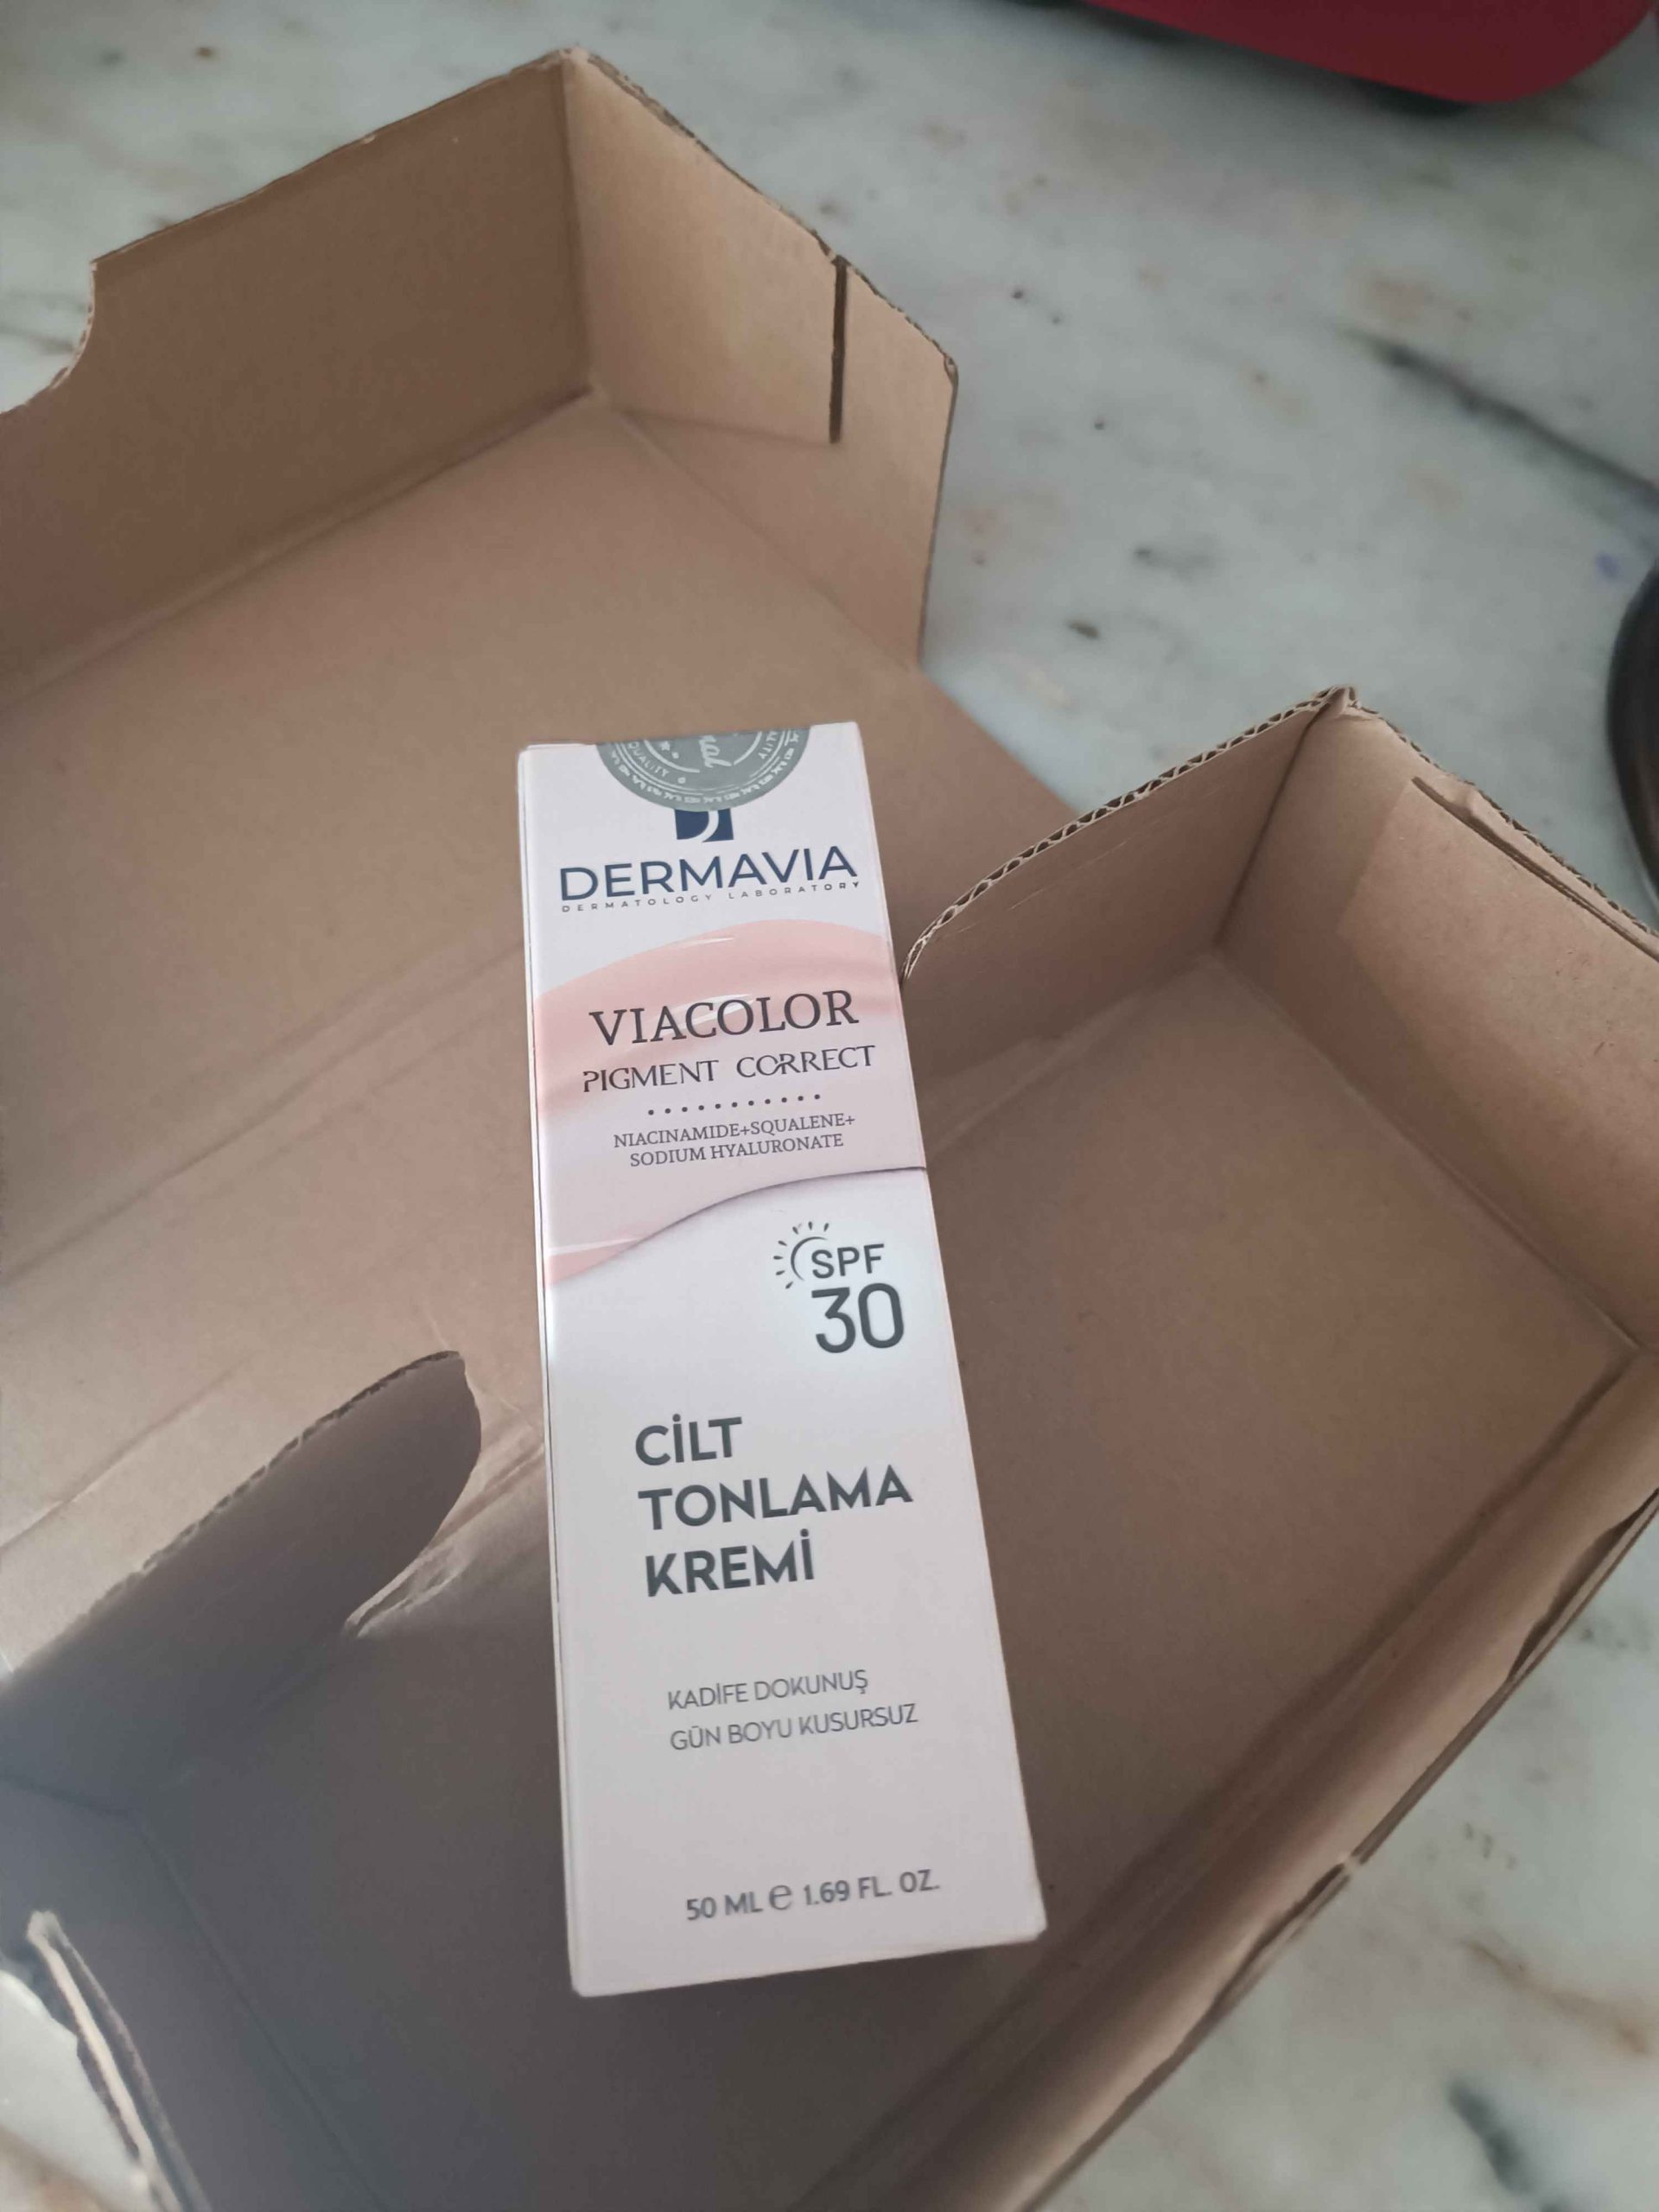 QUALITY
DERMAVIA
DERMATOLOGY LABORATORY
VIACOLOR
PIGMENT CORRECT
NIACINAMIDE+SQUALENE+
SODIUM HYALURONATE
SPF
30
CİLT
TONLAMA
KREMİ
KADİFE DOKUNUŞ
GÜN BOYU KUSURSUZ
50 ML e 1.69 FL. OZ.